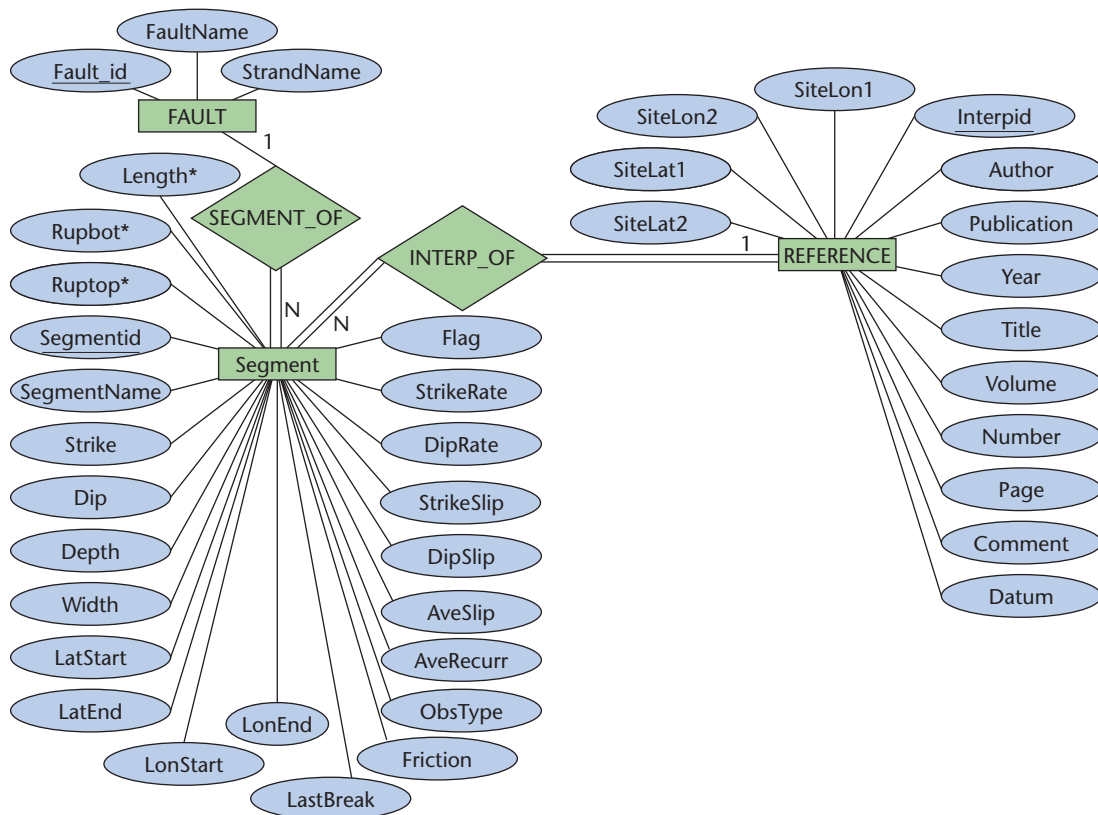 FaultName
Fault_id
StrandName
FAULT
1
SEGMENT_OF
N
Length*
Rupbot*
Ruptop*
Segmentid
SegmentName
Strike
Dip
Depth
Width
LatStart
LatEnd
LonStart
LonEnd
LastBreak
Friction
ObsType
AveRecurr
AveSlip
DipSlip
StrikeSlip
DipRate
StrikeRate
Flag
Segment
N
INTERP_OF
1
REFERENCE
SiteLat2
SiteLat1
SiteLon2
SiteLon1
Interpid
Author
Publication
Year
Title
Volume
Number
Page
Comment
Datum